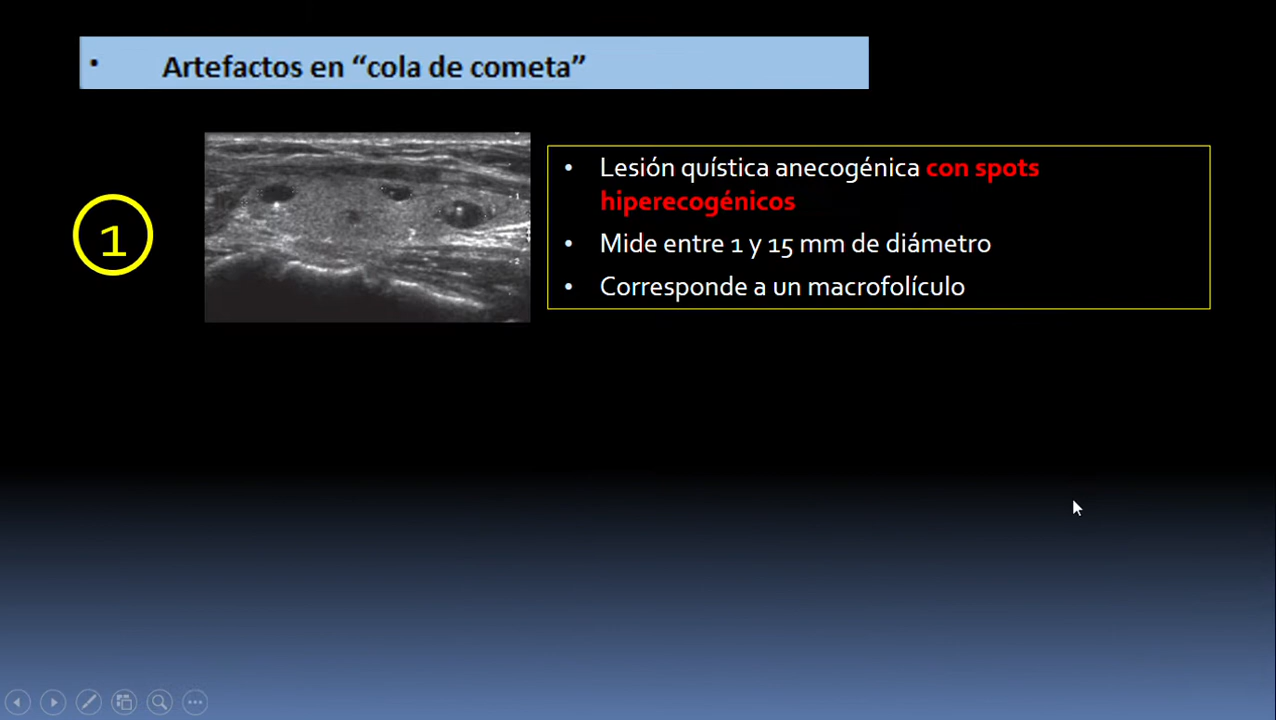 • Artefactos en “cola de cometa”
1
• Lesión quística anecogénica con spots
hiperecogénicos
• Mide entre 1 y 15 mm de diámetro
• Corresponde a un macrofolículo